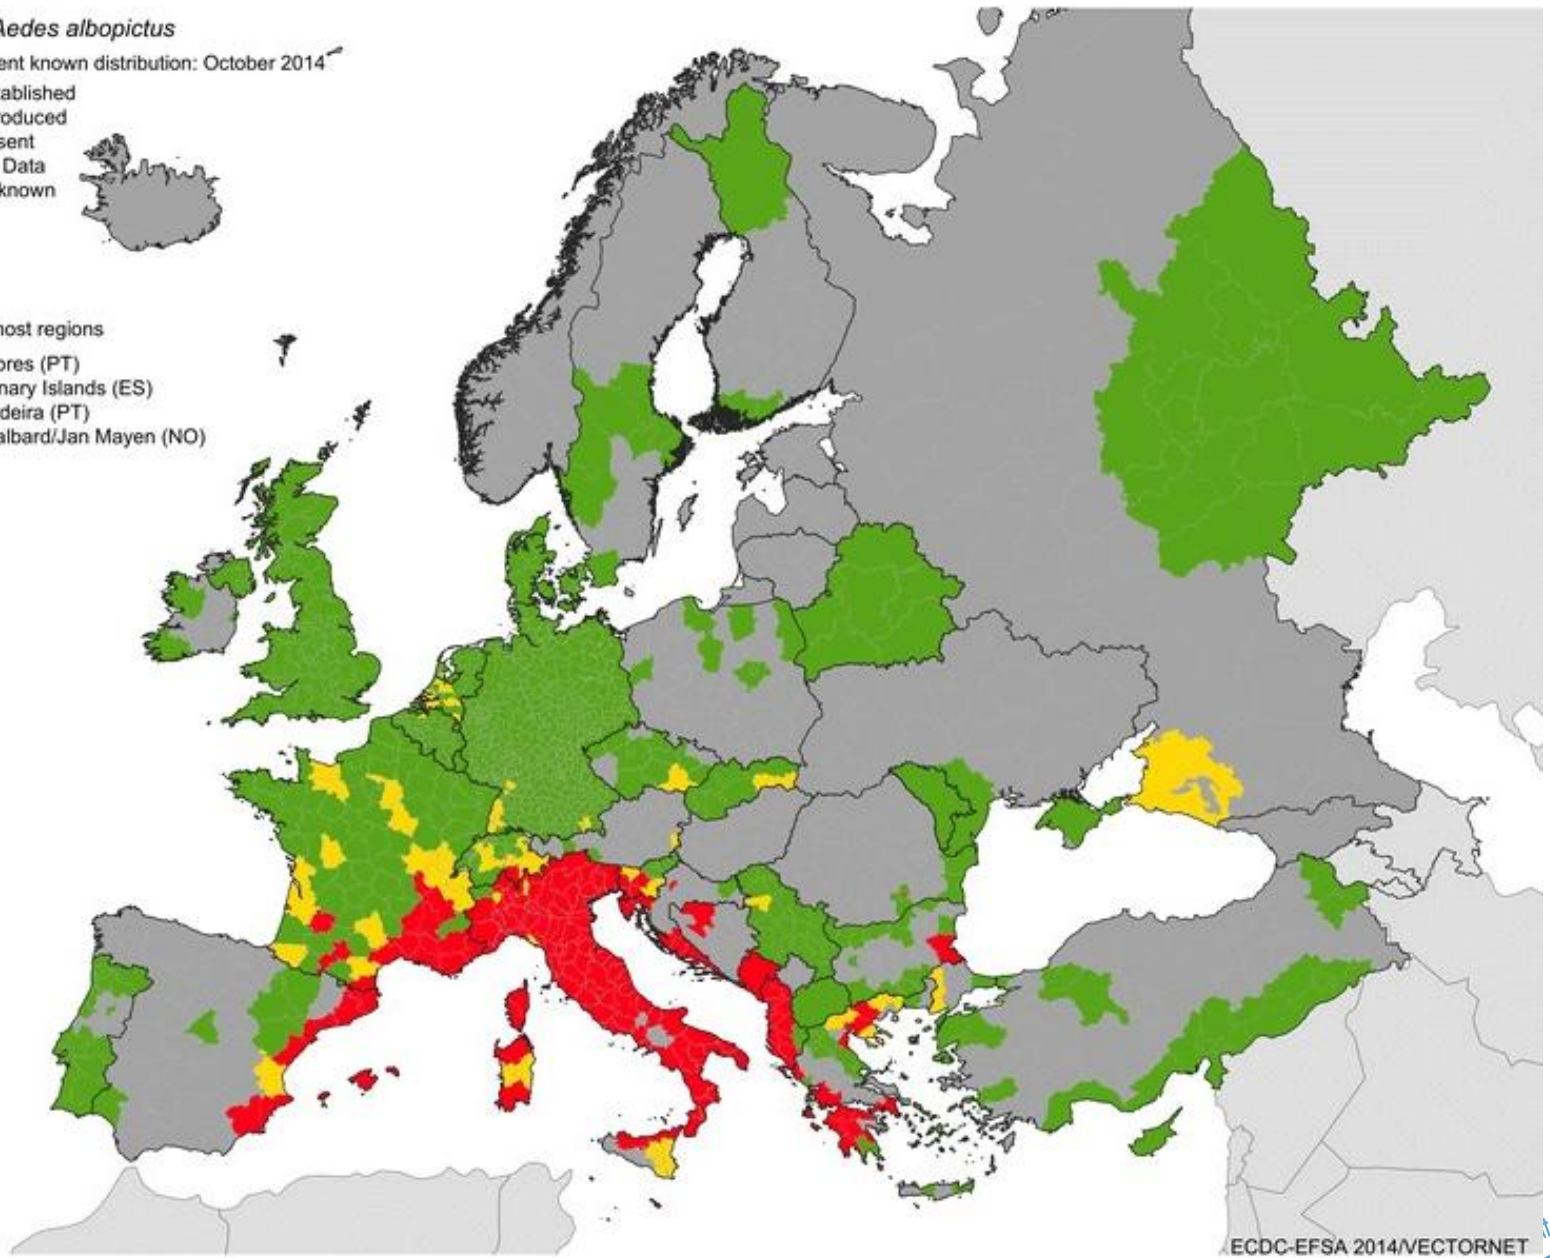 Aedes albopictus
ent known distribution: October 2014
tablished
roduced
sent
Data
known
nost regions
ores (PT)
nary Islands (ES)
deira (PT)
albard/Jan Mayen (NO)
ECDC-EFSA 2014/VECTORNET